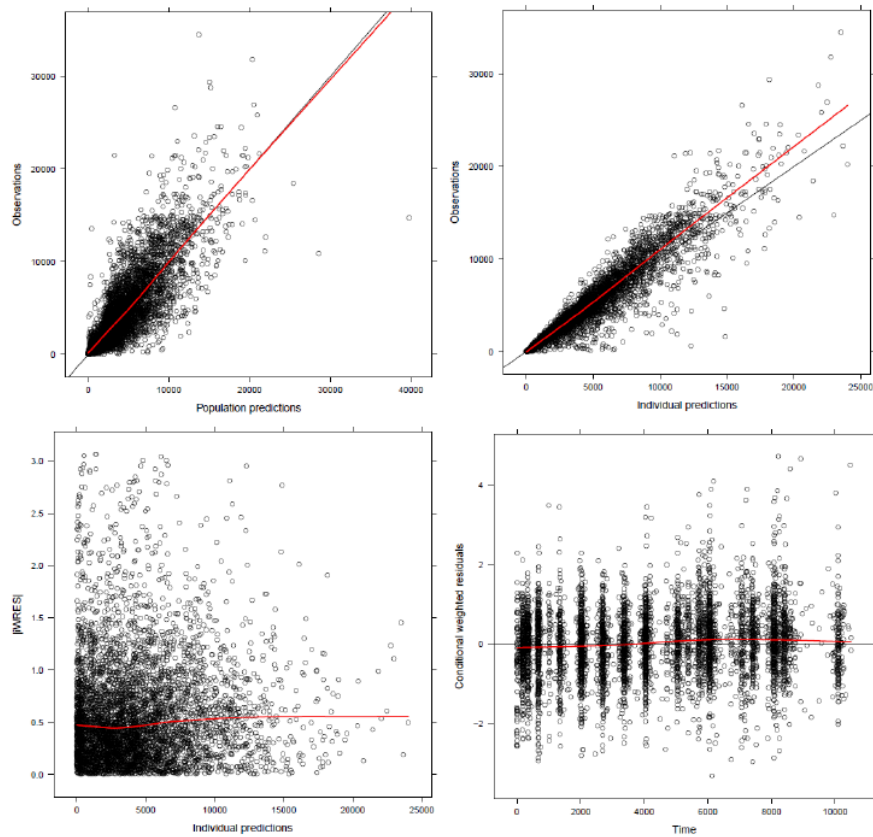 30000
20000
10000
0
Observations
0 10000 20000 30000 40000
Population predictions
30000
20000
10000
0
Observations
0 5000 10000 15000 20000 25000
Individual predictions
3.0
2.5
2.0
1.5
1.0
0.5
0.0
|iWRES|
0 5000 10000 15000 20000 25000
Individual predictions
4
2
0
-2
Conditional weighted residuals
0 2000 4000 6000 8000 10000
Time